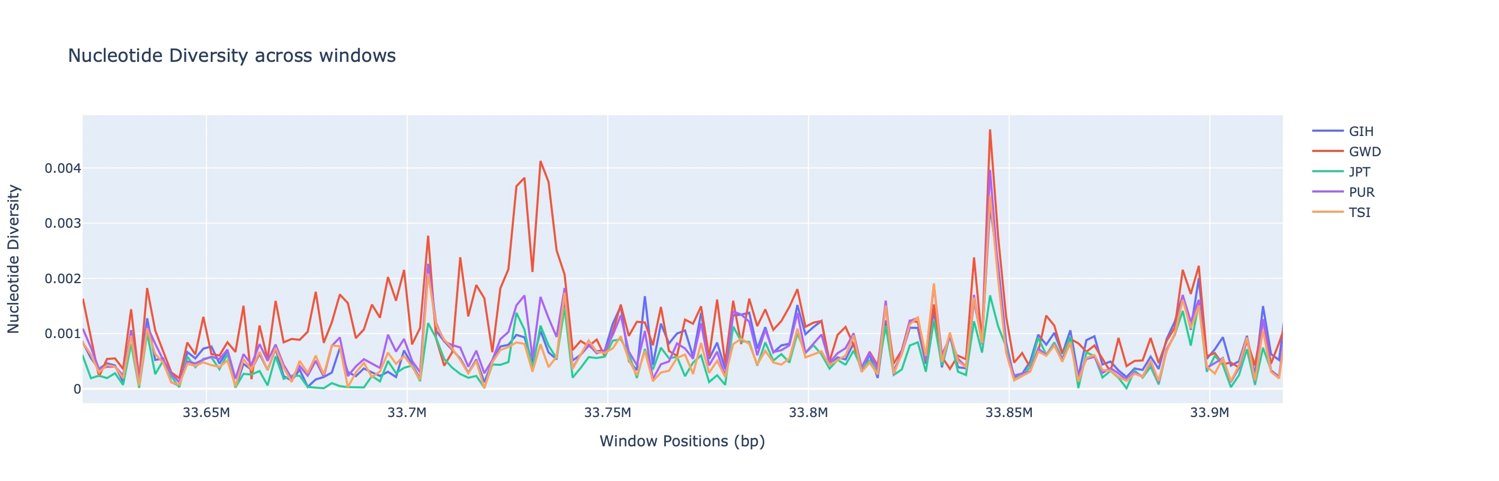 Nucleotide Diversity across windows
GIH
GWD
JPT
PUR
TSI
Nucleotide Diversity
0.004
0.003
0.002
0.001
0
33.65M 33.7M 33.75M 33.8M 33.85M 33.9M
Window Positions (bp)